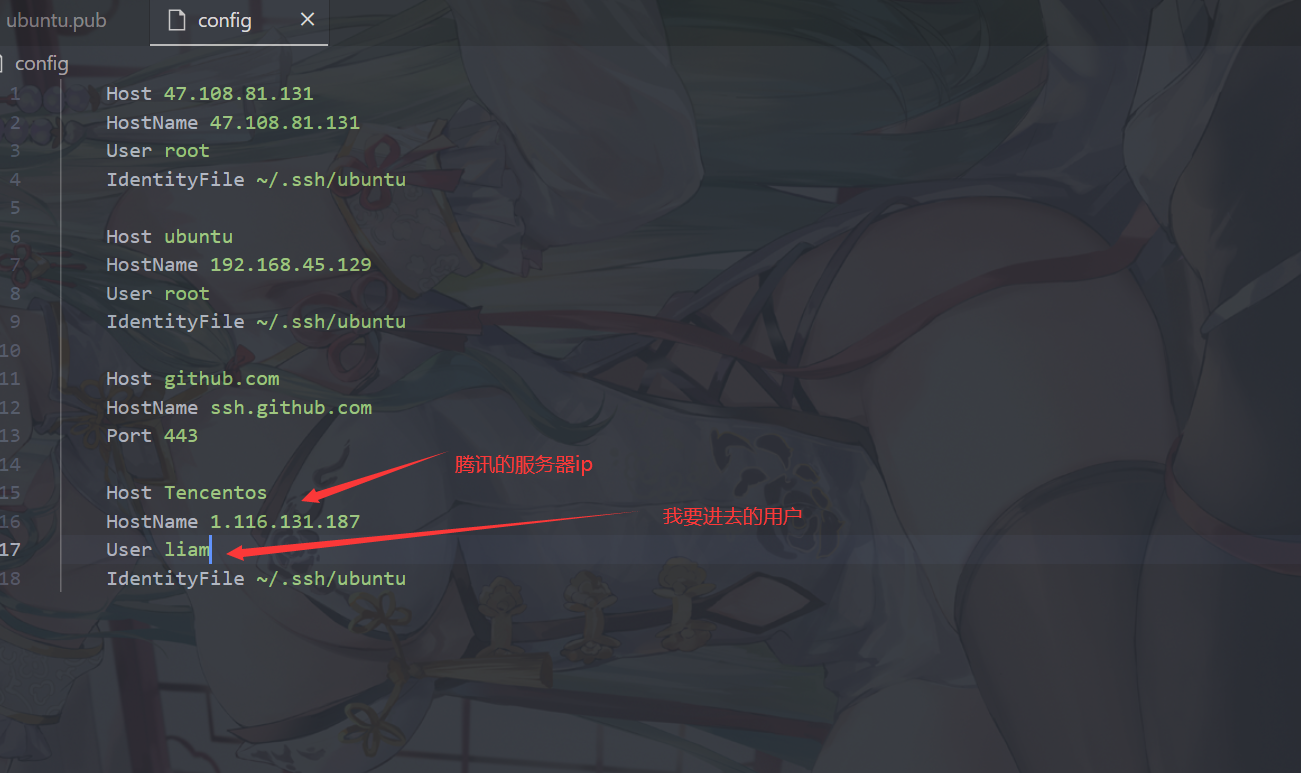 ubuntu.pub config ×
config
1 Host 47.108.81.131
2 HostName 47.108.81.131
3 User root
4 IdentityFile ~/.ssh/ubuntu
5
6 Host ubuntu
7 HostName 192.168.45.129
8 User root
9 IdentityFile ~/.ssh/ubuntu
10
11 Host github.com
12 HostName ssh.github.com
13 Port 443
14
腾讯的服务器ip
15 Host Tencentos
16 HostName 1.116.131.187
我要进去的用户
17 User liam
18 IdentityFile ~/.ssh/ubuntu